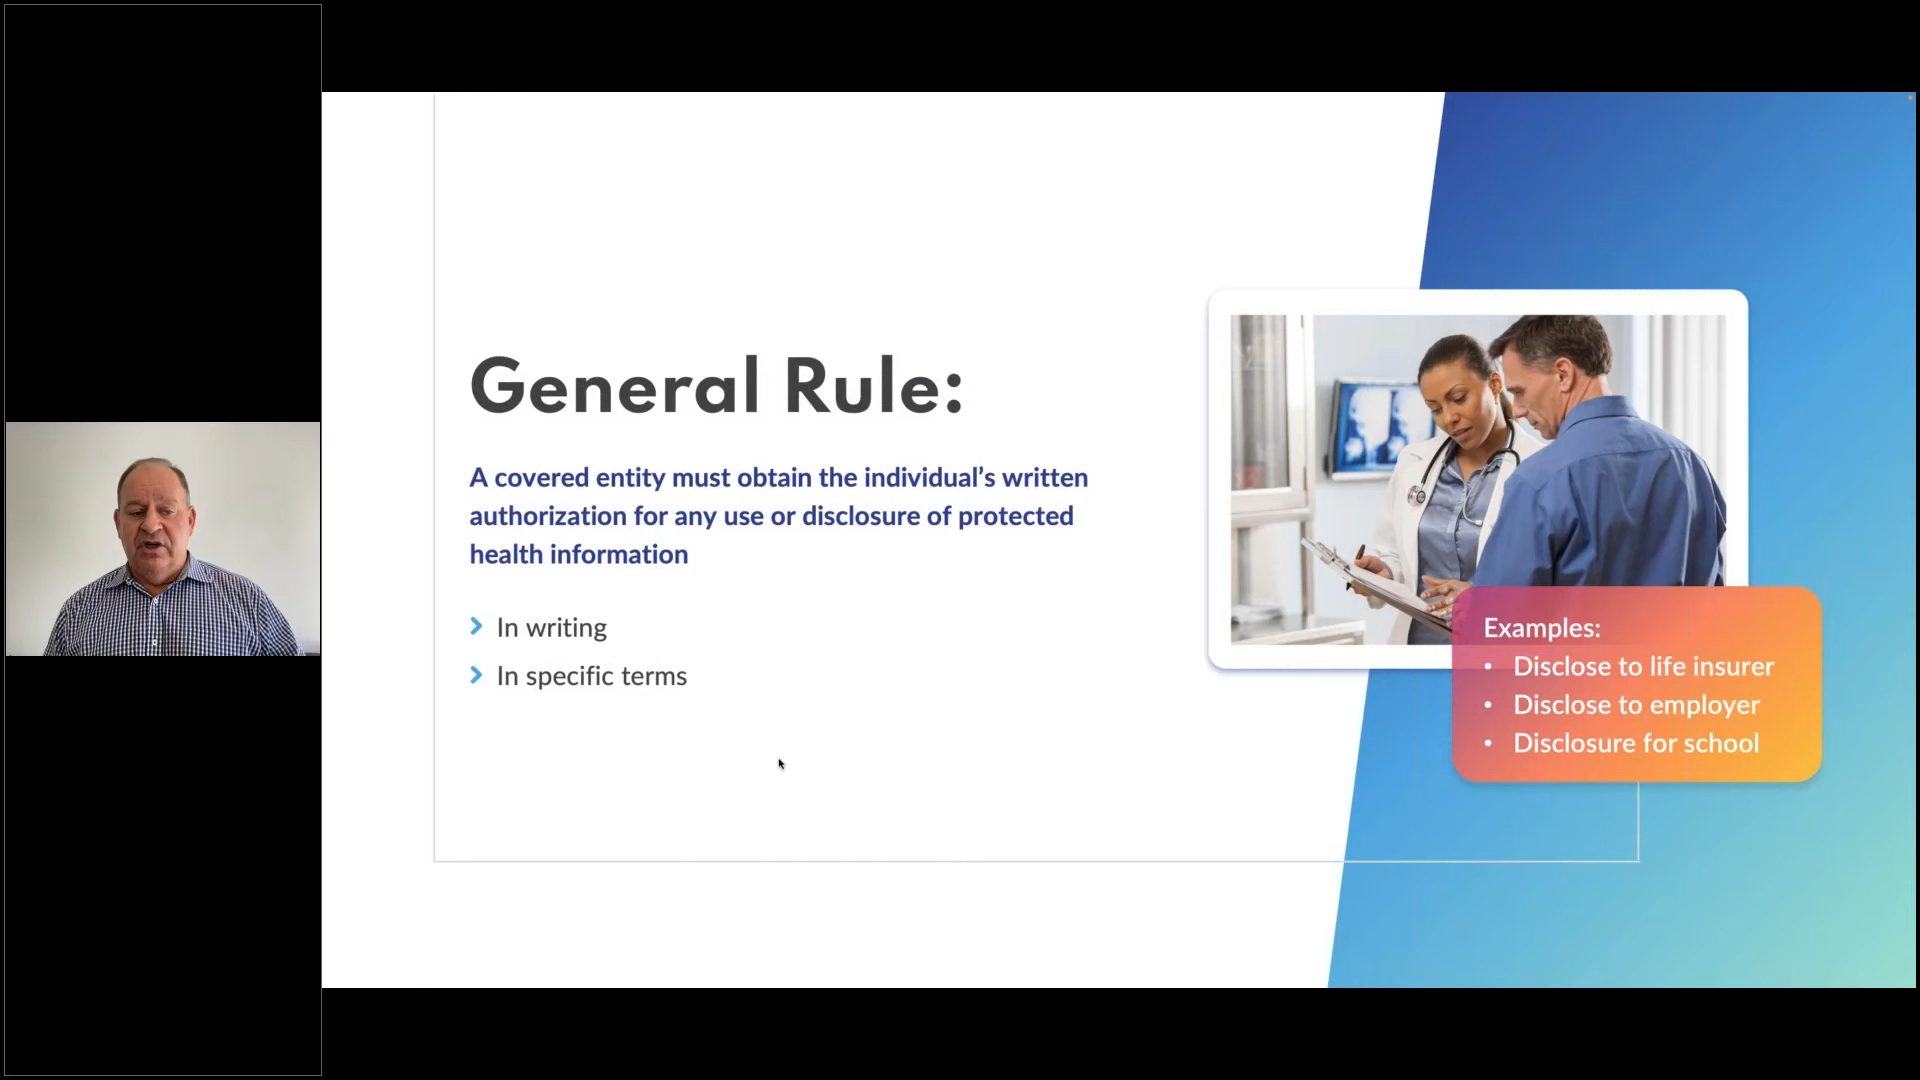 General Rule:
A covered entity must obtain the individual’s written
authorization for any use or disclosure of protected
health information
In writing
In specific terms
Examples:
• Disclose to life insurer
• Disclose to employer
• Disclosure for school